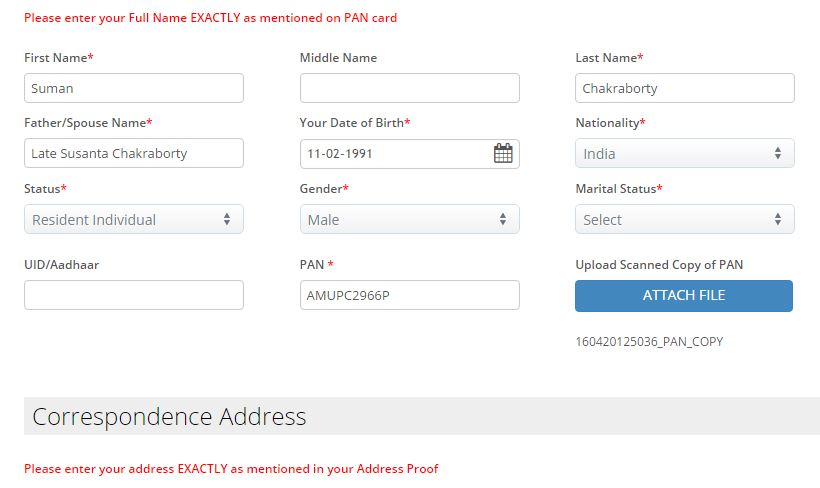 Please enter your Full Name EXACTLY as mentioned on PAN card
First Name* Middle Name Last Name*
Suman Chakraborty
Father/Spouse Name* Your Date of Birth* Nationality*
Late Susanta Chakraborty 11-02-1991 India
Status* Gender* Marital Status*
Resident Individual Male Select
UID/Aadhaar PAN * Upload Scanned Copy of PAN
AMUPC2966P ATTACH FILE
160420125036_PAN_COPY
Correspondence Address
Please enter your address EXACTLY as mentioned in your Address Proof